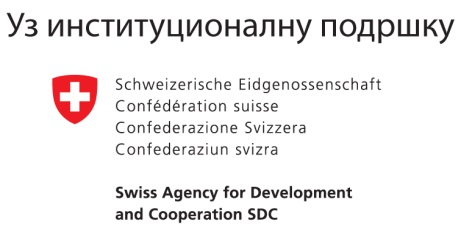 Уз институционалну подршку
Schweizerische Eidgenossenschaft
Confédération suisse
Confederazione Svizzera
Confederaziun svizra
Swiss Agency for Development
and Cooperation SDC